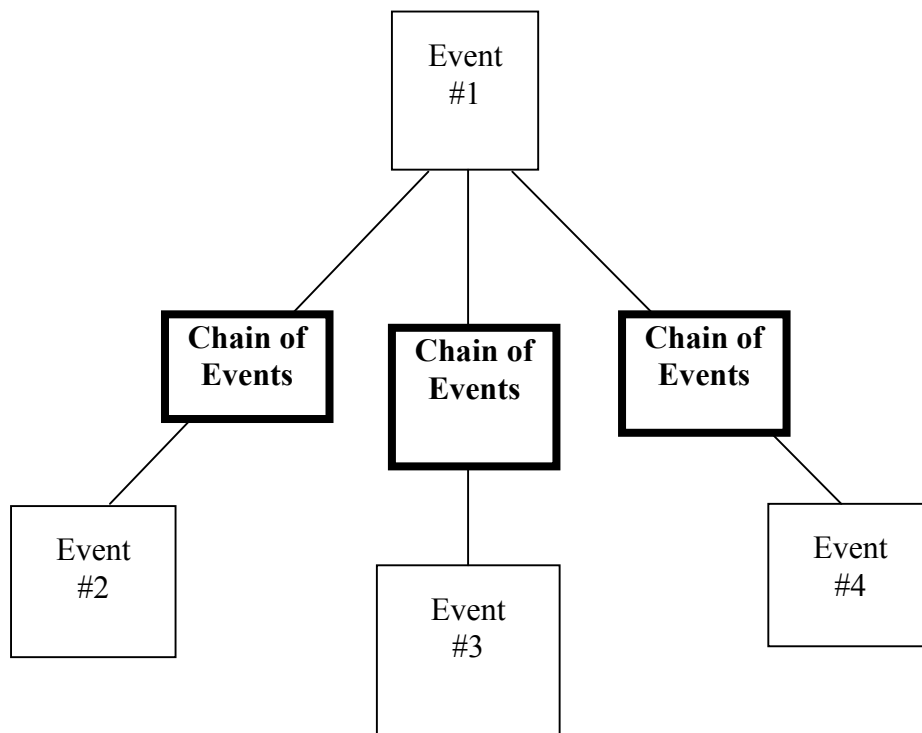 Event
#1
Chain of
Events
Chain of
Events
Chain of
Events
Event
#2
Event
#3
Event
#4